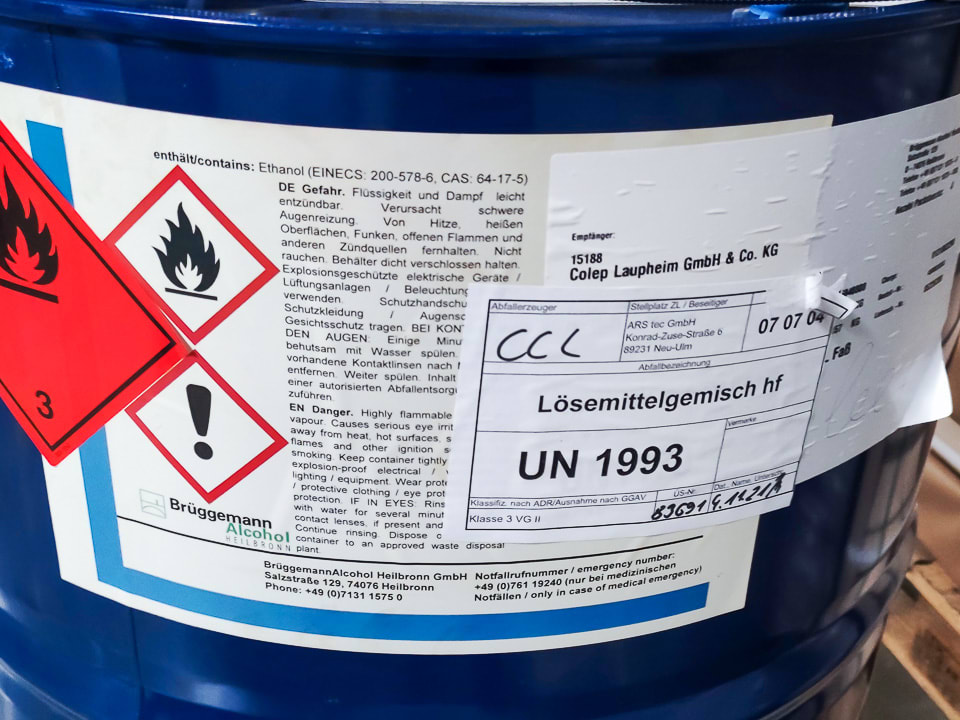 enthält/contains: Ethanol (EINECS: 200-578-6, CAS: 64-17-5)
DE Gefahr. Flüssigkeit und Dampf leicht
entzündbar. Verursacht schwere
Augenreizung. Von Hitze, heißen
Oberflächen, Funken, offenen Flammen und
anderen Zündquellen fernhalten. Nicht
rauchen. Behälter dicht verschlossen halten.
Explosionsgeschützte elektrische Geräte /
Lüftungsanlagen / Beleuchtung
verwenden. Schutzhandschu
Schutzkleidung / Augensc
Gesichtsschutz tragen. BEI KON
DEN AUGEN: Einige Minu
behutsam mit Wasser spülen.
vorhandene Kontaktlinsen nach
entfernen. Weiter spülen. Inhalt
einer autorisierten Abfallentsorgu
zuführen.
EN Danger. Highly flammable
vapour. Causes serious eye irri
away from heat, hot surfaces, s
flames and other ignition s
smoking. Keep container tightly
explosion-proof electrical /
lighting / equipment. Wear prote
/ protective clothing / eye prot
protection. IF IN EYES: Rins
with water for several minut
contact lenses, if present and
Continue rinsing. Dispose c
container to an approved waste disposal
plant.
3
Brüggemann
Alcohol
HEILBRONN
BrüggemannAlcohol Heilbronn GmbH
Salzstraße 129, 74076 Heilbronn
Phone: +49 (0)7131 1575 0
Notfallrufnummer / emergency number:
+49 (0)761 19240 (nur bei medizinischen
Notfällen / only in case of medical emergency)
Empfänger:
15188
Colep Laupheim GmbH & Co. KG
Faß
Abfallerzeuger
CCL
Stellplatz ZL / Beseitiger
ARS tec GmbH
Konrad-Zuse-Straße 6
89231 Neu-Ulm
07 07 04
Abfallbezeichnung
Lösemittelgemisch hf
UN 1993
Vermerke
Klassifiz. nach ADR/Ausnahme nach GGAV
Klasse 3 VG II
US-Nr.
83691
Dat., Name, Unterschr.